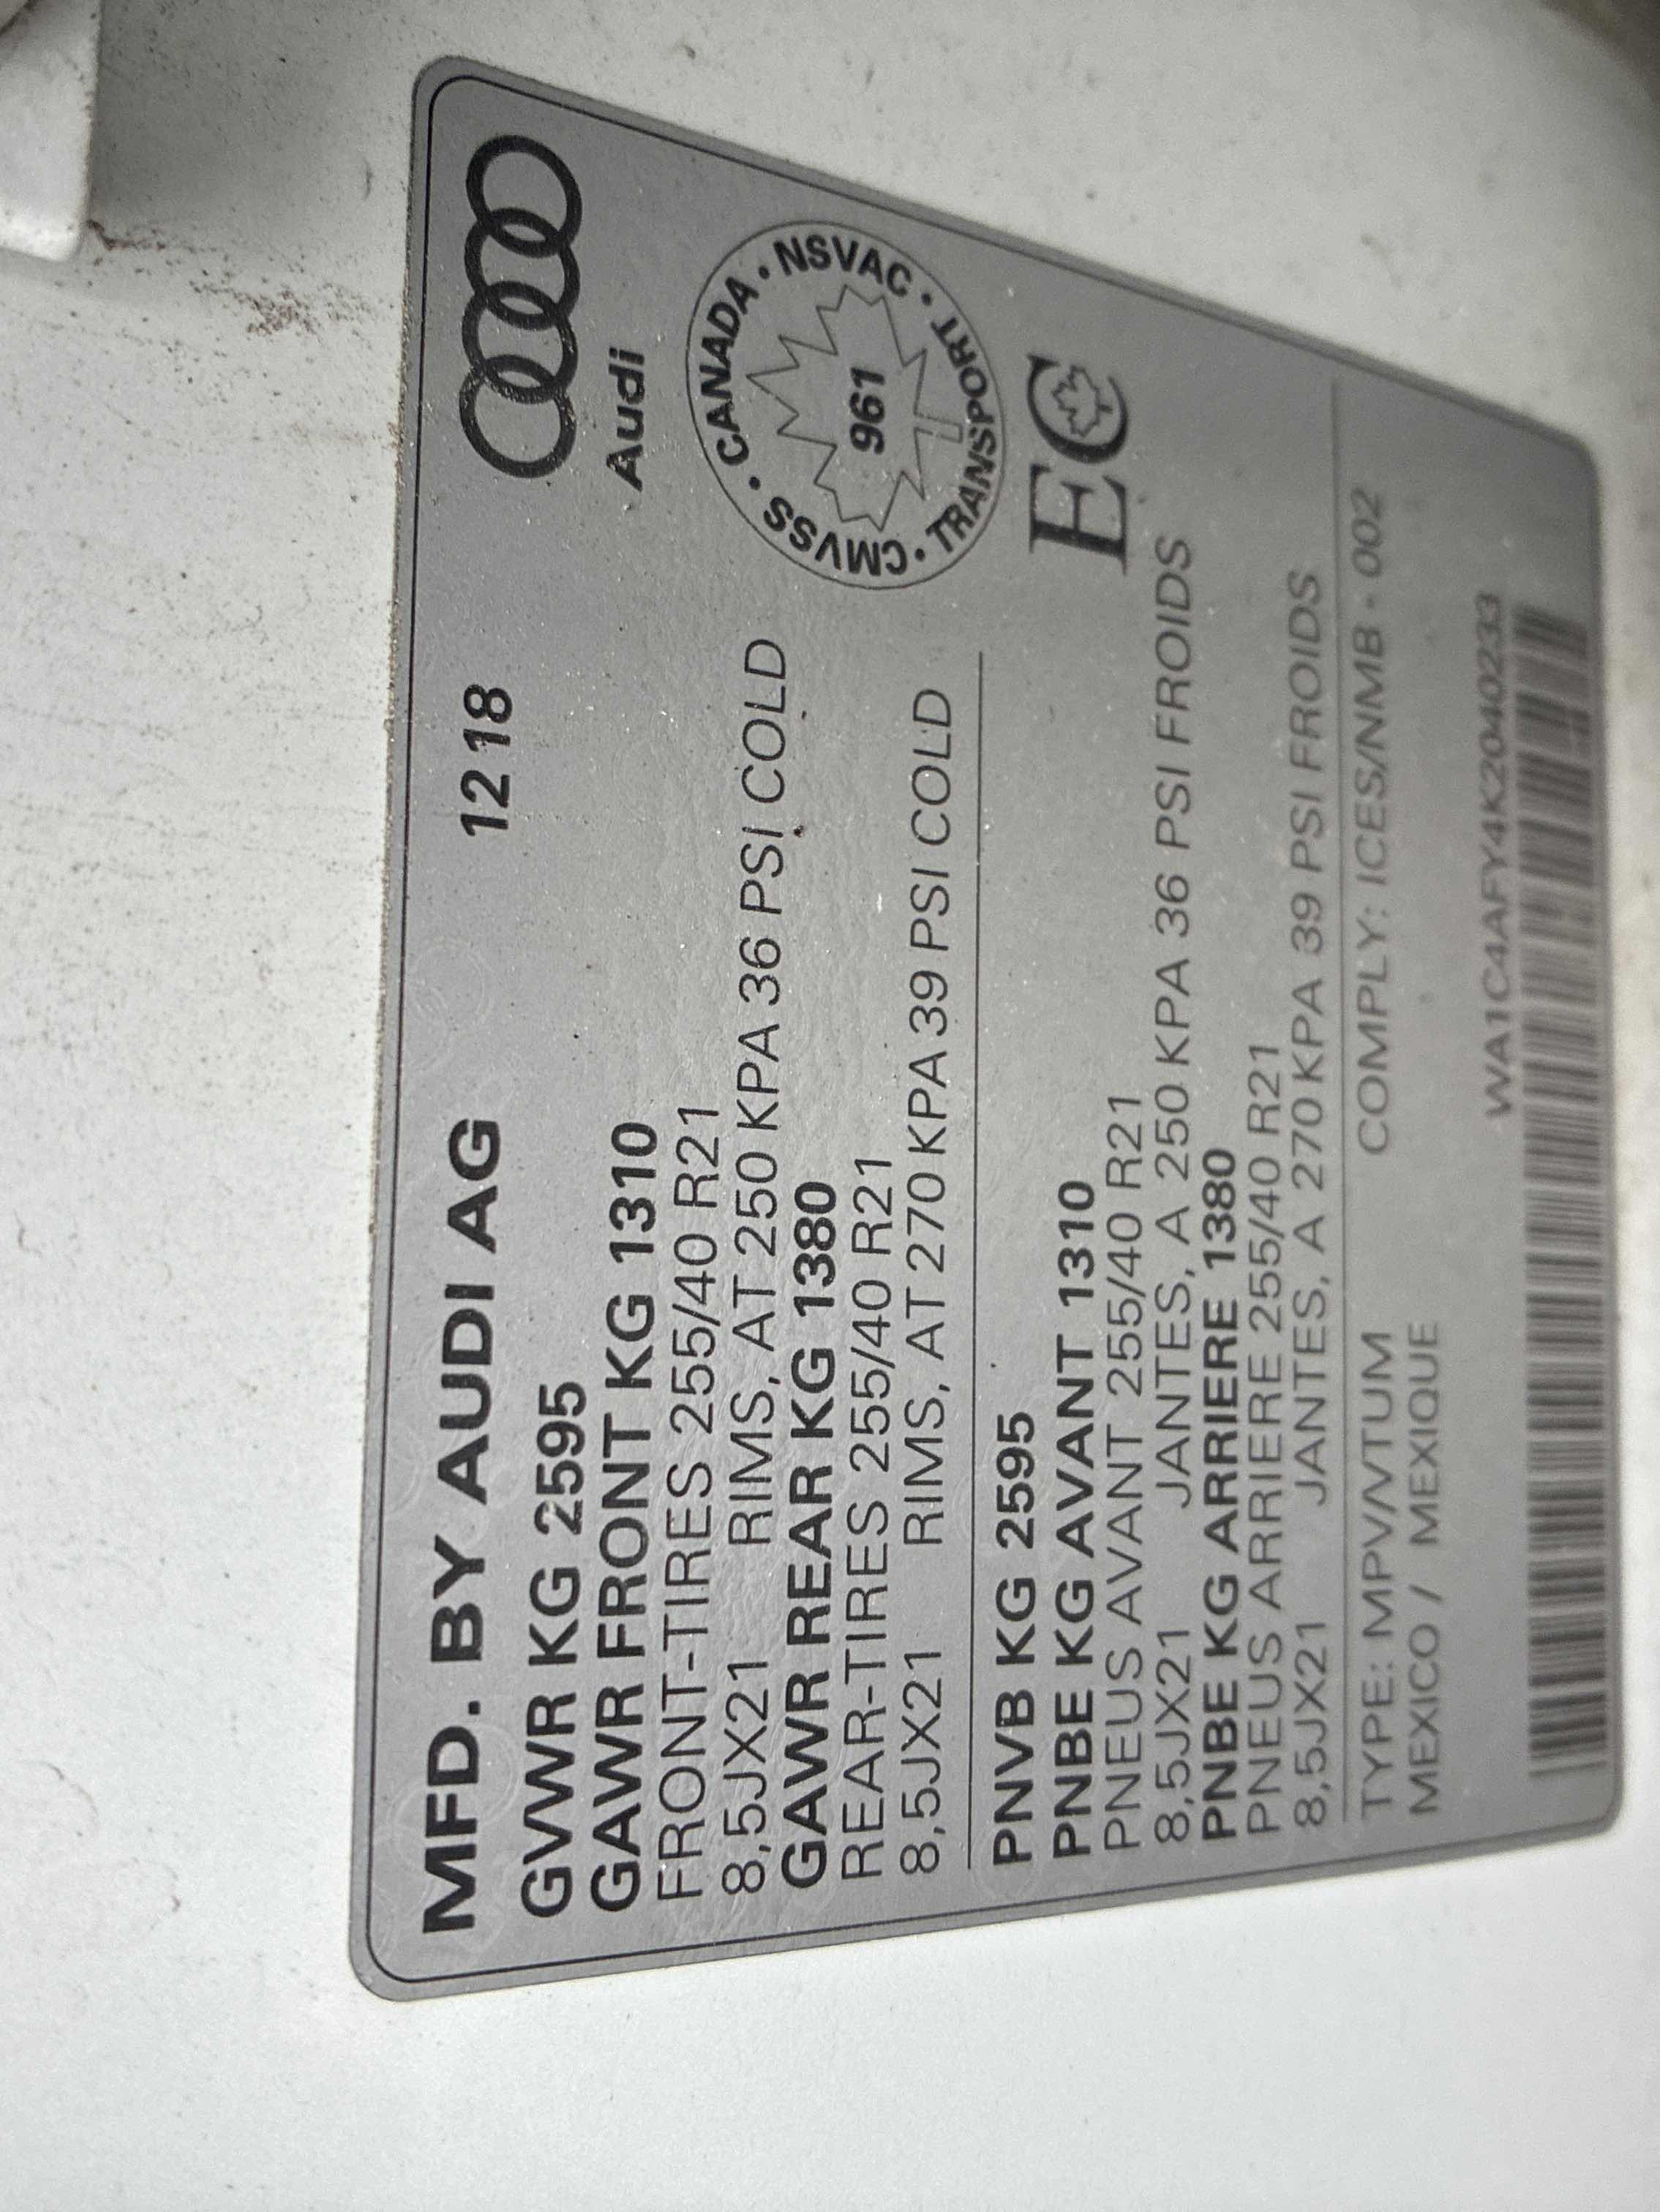 MFD. BY AUDI AG 12 18
Audi
GVWR KG 2595
GAWR FRONT KG 1310
FRONT-TIRES 255/40 R21
8,5JX21 RIMS, AT 250 KPA 36 PSI COLD
GAWR REAR KG 1380
REAR-TIRES 255/40 R21
8,5JX21 RIMS, AT 270 KPA 39 PSI COLD
CMVSS · CANADA · NSVAC · TRANSPORT · TRANSPORT
961
EC
PNVB KG 2595
PNBE KG AVANT 1310
PNEUS AVANT 255/40 R21
8,5JX21 JANTES, A 250 KPA 36 PSI FROIDS
PNBE KG ARRIERE 1380
PNEUS ARRIERE 255/40 R21
8,5JX21 JANTES, A 270 KPA 39 PSI FROIDS
TYPE: MPV/VTUM COMPLY: ICES/NMB - 002
MEXICO / MEXIQUE
WA1C4AFY4K2040233